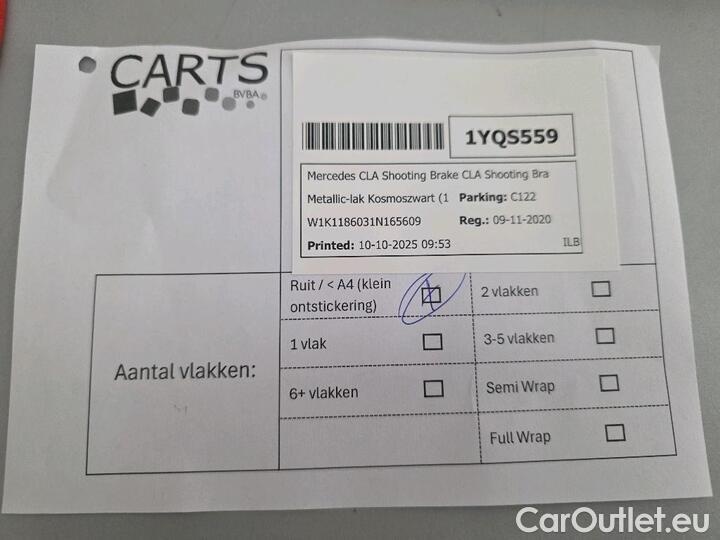 CARTS
BVBA
1YQS559
Mercedes CLA Shooting Brake CLA Shooting Bra
Metallic-lak Kosmoszwart (1 Parking: C122
W1K1186031N165609 Reg.: 09-11-2020
Printed: 10-10-2025 09:53 ILB
Aantal vlakken:
Ruit / < A4 (klein
ontstickering)
2 vlakken
1 vlak
3-5 vlakken
6+ vlakken
Semi Wrap
Full Wrap
CarOutlet.eu